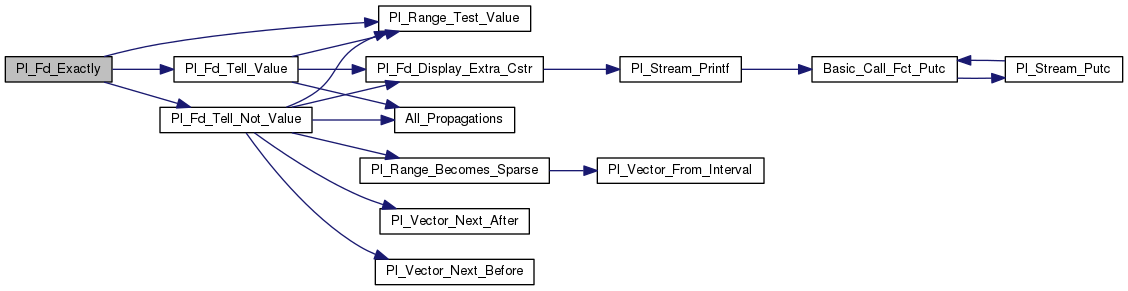 Pl_Range_Test_Value
Pl_Fd_Exactly
Pl_Fd_Tell_Value
Pl_Fd_Display_Extra_Cstr
Pl_Stream_Printf
Basic_Call_Fct_Putc
Pl_Stream_Putc
Pl_Fd_Tell_Not_Value
All_Propagations
Pl_Range_Becomes_Sparse
Pl_Vector_From_Interval
Pl_Vector_Next_After
Pl_Vector_Next_Before